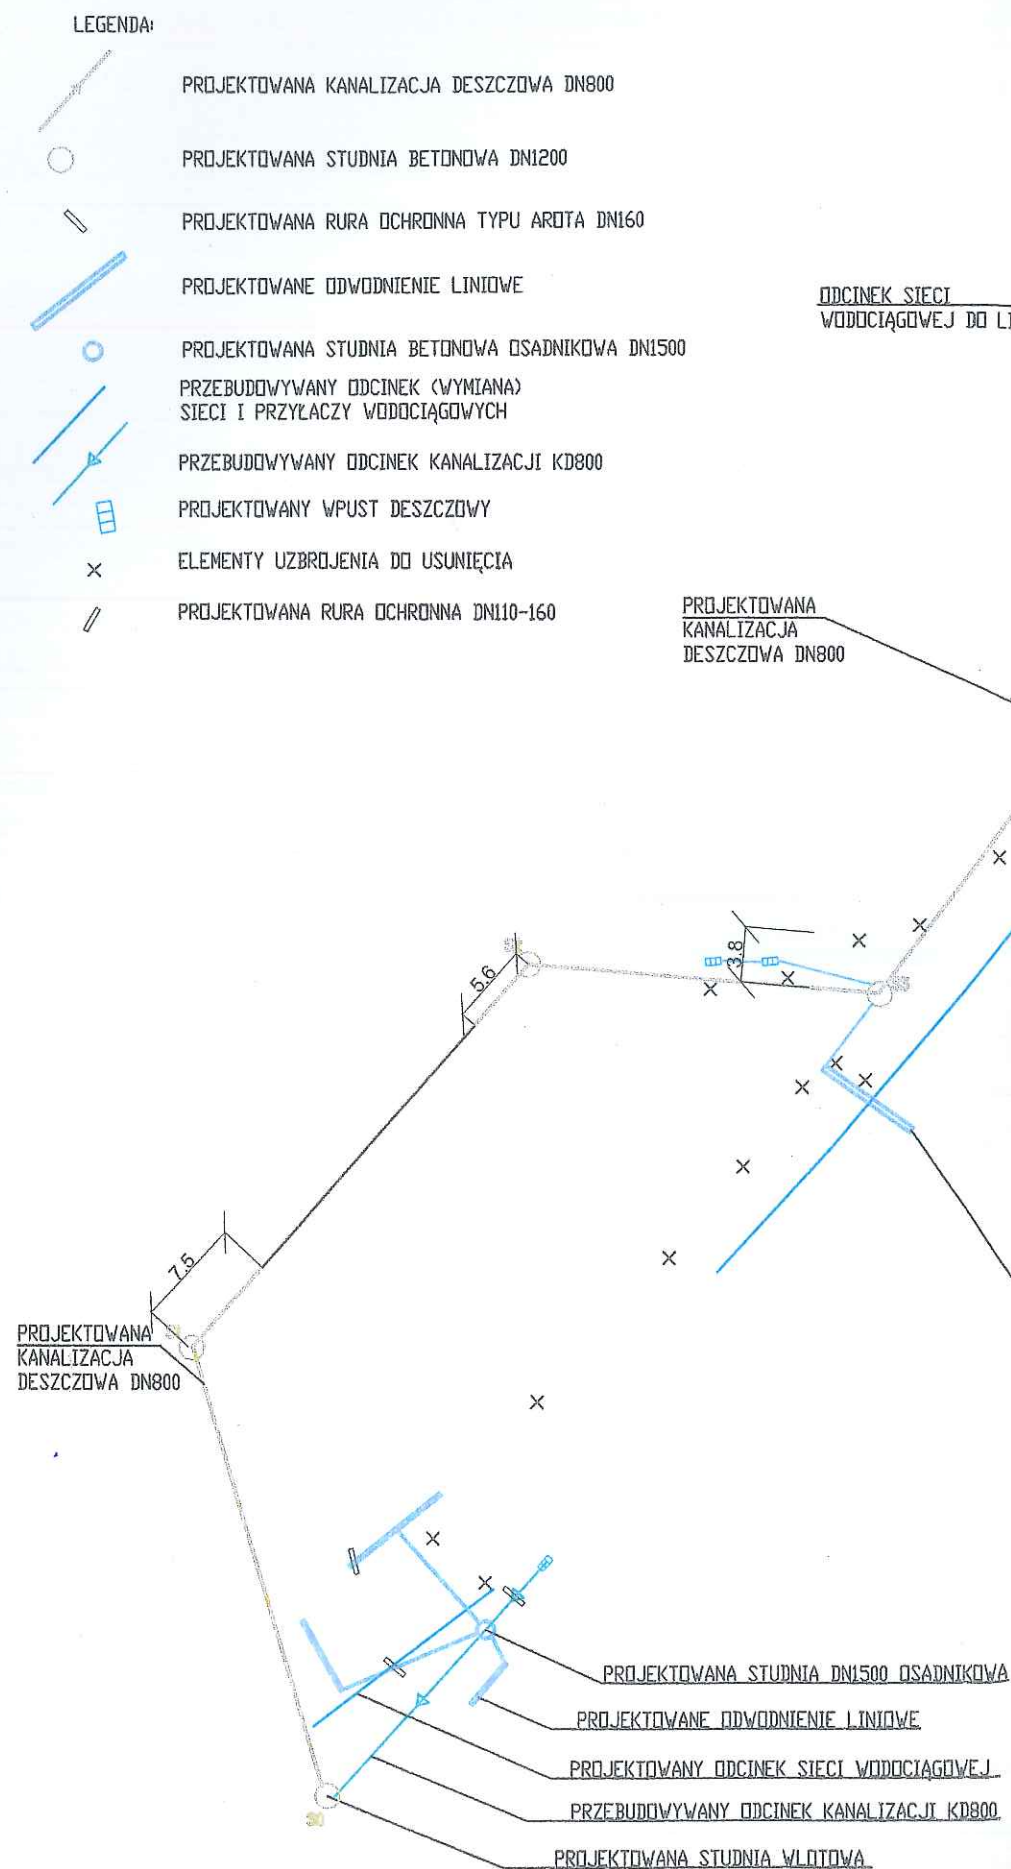 LEGENDA:
PROJEKTOWANA KANALIZACJA DESZCZOWA DN800
PROJEKTOWANA STUDNIA BETONOWA DN1200
PROJEKTOWANA RURA OCHRONNA TYPU AROTA DN160
PROJEKTOWANE ODWODNIENIE LINIOWE
PROJEKTOWANA STUDNIA BETONOWA OSADNIKOWA DN1500
PRZEBUDOWYWANY ODCINEK (WYMIANA)
SIECI I PRZYŁACZY WODOCIĄGOWYCH
PRZEBUDOWYWANY ODCINEK KANALIZACJI KD800
PROJEKTOWANY WPUST DESZCZOWY
ELEMENTY UZBROJENIA DO USUNIĘCIA
PROJEKTOWANA RURA OCHRONNA DN110-160
ODCINEK SIECI
WODOCIĄGOWEJ DO
PROJEKTOWANA
KANALIZACJA
DESZCZOWA DN800
3.8
5.6
7.5
PROJEKTOWANA
KANALIZACJA
DESZCZOWA DN800
PROJEKTOWANA STUDNIA DN1500 OSADNIKOWA
PROJEKTOWANE ODWODNIENIE LINIOWE
PROJEKTOWANY ODCINEK SIECI WODOCIĄGOWEJ
PRZEBUDOWYWANY ODCINEK KANALIZACJI KD800
PROJEKTOWANA STUDNIA WLOTOWA